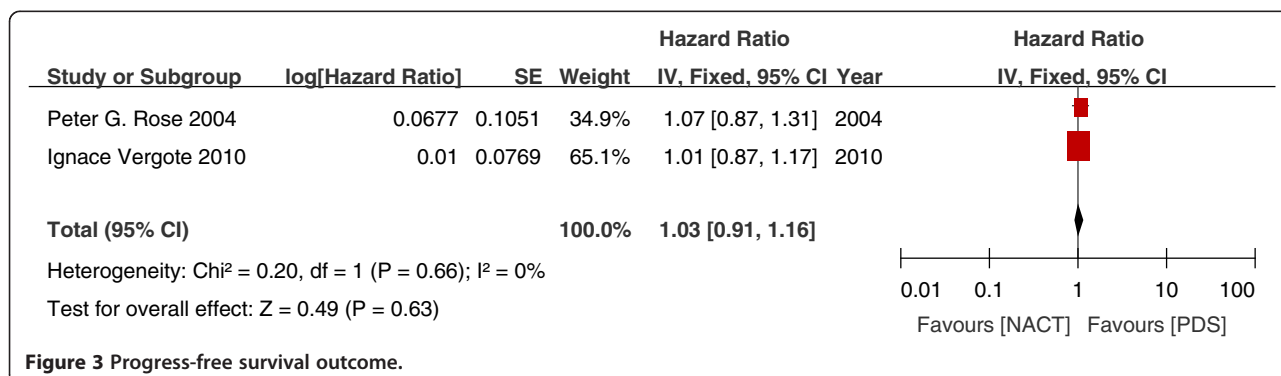 Hazard Ratio Hazard Ratio
Study or Subgroup log[Hazard Ratio] SE Weight IV, Fixed, 95% CI Year IV, Fixed, 95% CI
Peter G. Rose 2004 0.0677 0.1051 34.9% 1.07 [0.87, 1.31] 2004
Ignace Vergote 2010 0.01 0.0769 65.1% 1.01 [0.87, 1.17] 2010
Total (95% CI) 100.0% 1.03 [0.91, 1.16]
Heterogeneity: Chi² = 0.20, df = 1 (P = 0.66); I² = 0%
Test for overall effect: Z = 0.49 (P = 0.63)
0.01 0.1 1 10 100
Favours [NACT] Favours [PDS]
Figure 3 Progress-free survival outcome.